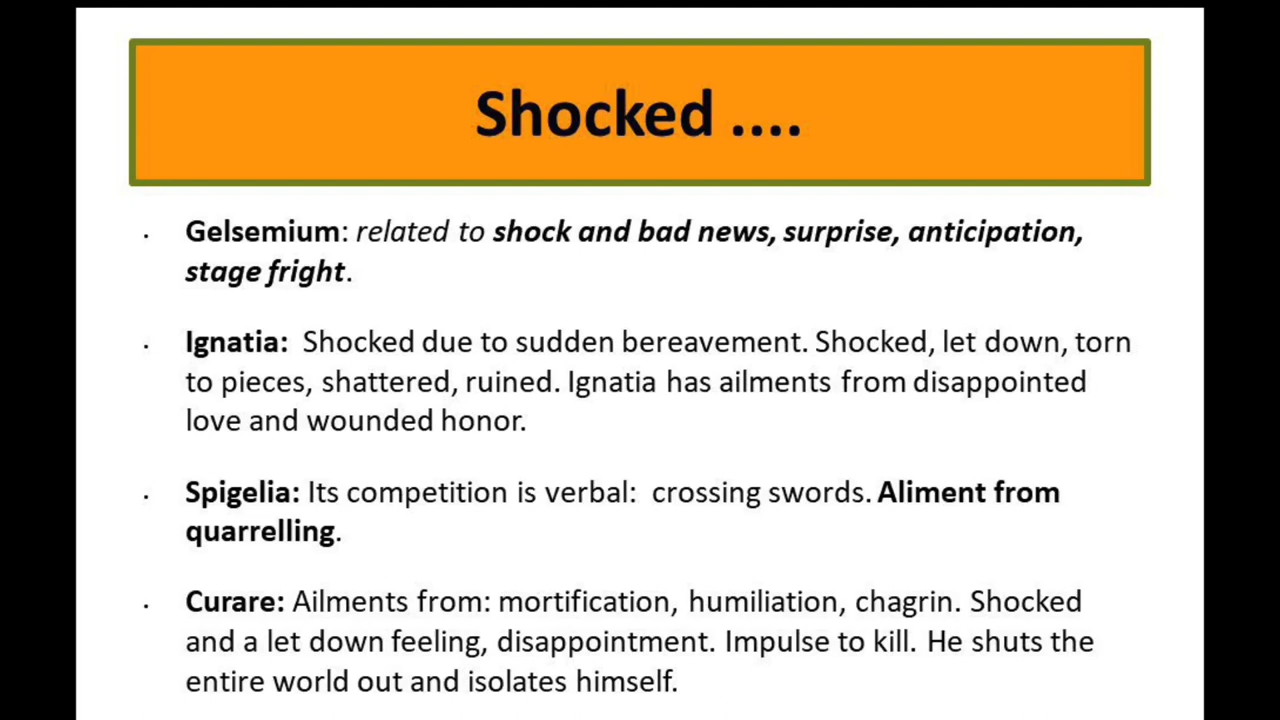 Shocked ....
· Gelsemium: related to shock and bad news, surprise, anticipation,
stage fright.
· Ignatia:  Shocked due to sudden bereavement. Shocked, let down, torn
to pieces, shattered, ruined. Ignatia has ailments from disappointed
love and wounded honor.
· Spigelia: Its competition is verbal:  crossing swords. Aliment from
quarrelling.
· Curare: Ailments from: mortification, humiliation, chagrin. Shocked
and a let down feeling, disappointment. Impulse to kill. He shuts the
entire world out and isolates himself.